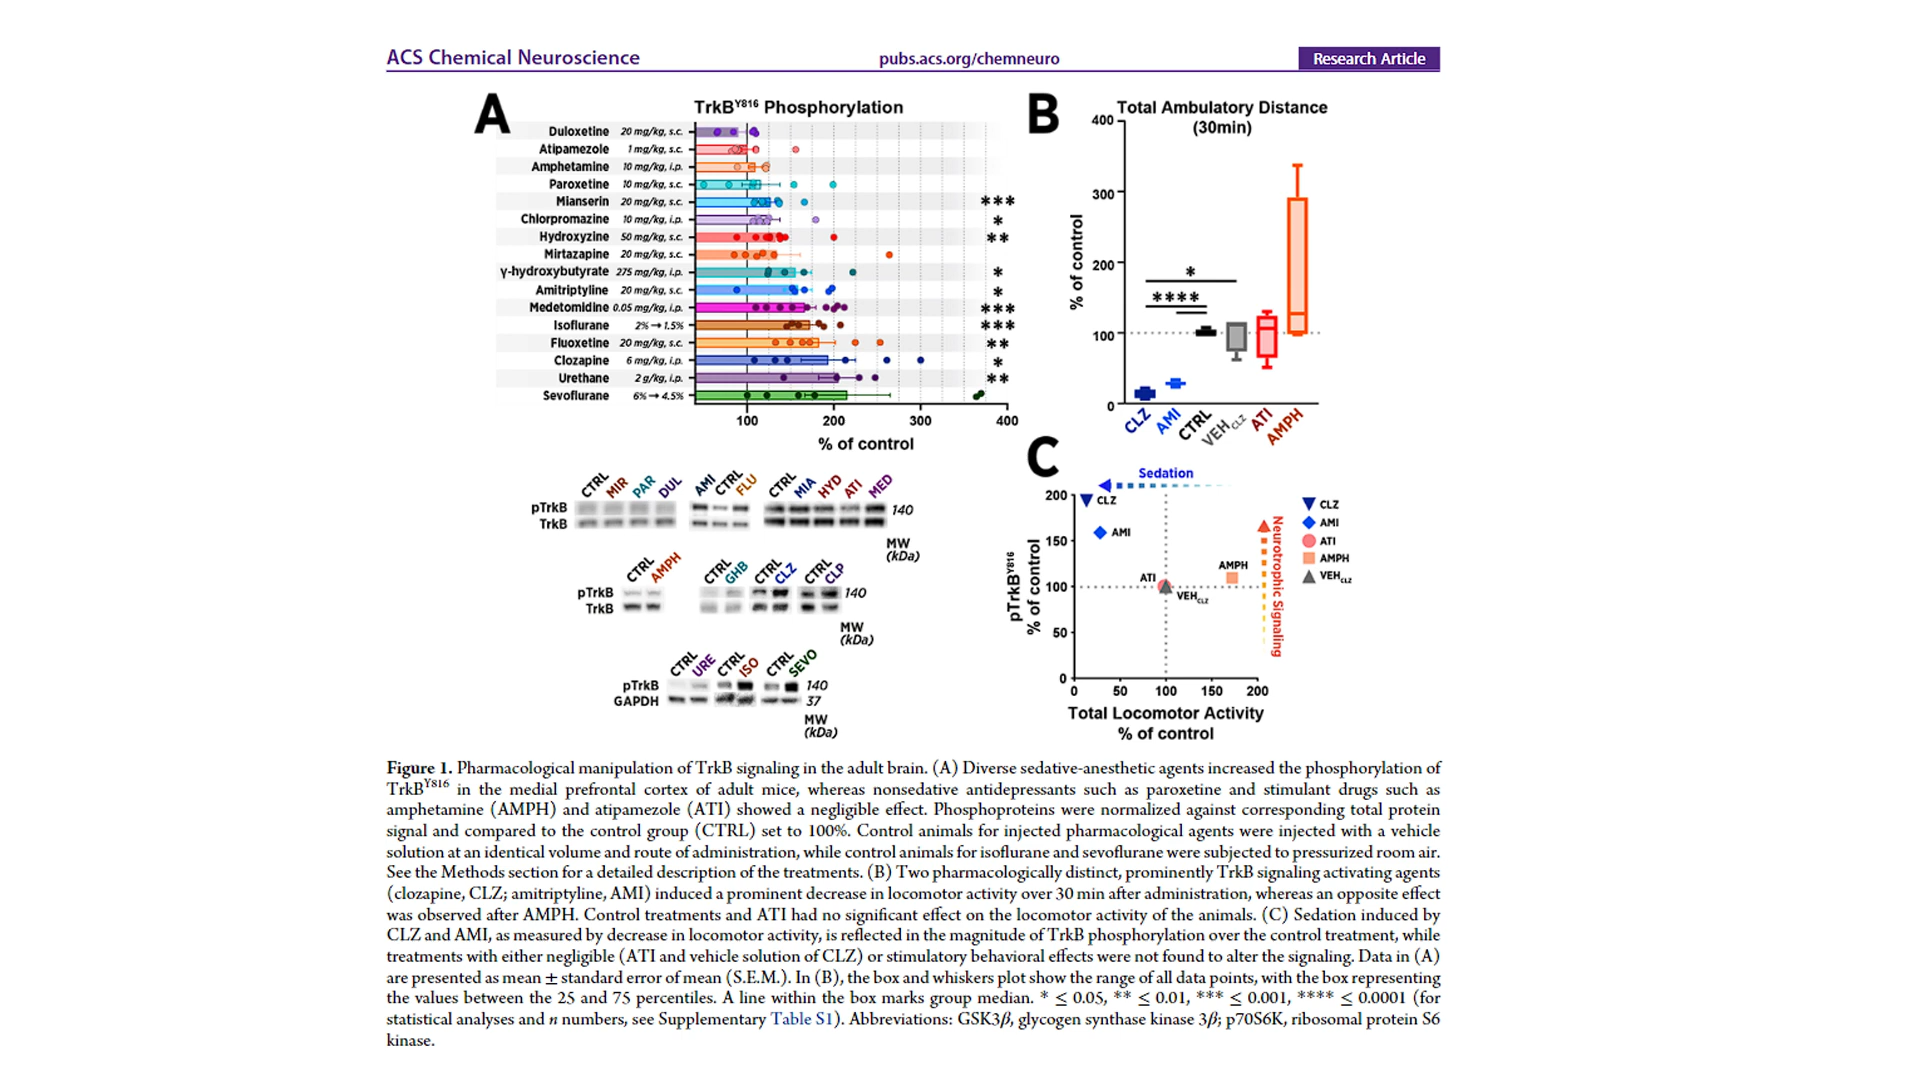 ACS Chemical Neuroscience
pubs.acs.org/chemneuro
Research Article
A
TrkBY816 Phosphorylation
Duloxetine 20 mg/kg, s.c.
Atipamezole 1 mg/kg, s.c.
Amphetamine 10 mg/kg, i.p.
Paroxetine 10 mg/kg, s.c.
Mianserin 20 mg/kg, s.c. ***
Chlorpromazine 10 mg/kg, i.p. *
Hydroxyzine 50 mg/kg, s.c. **
Mirtazapine 20 mg/kg, s.c.
γ-hydroxybutyrate 275 mg/kg, i.p. *
Amitriptyline 20 mg/kg, s.c. *
Medetomidine 0.05 mg/kg, i.p. ***
Isoflurane 2% → 1.5% ***
Fluoxetine 20 mg/kg, s.c. **
Clozapine 6 mg/kg, i.p. *
Urethane 2 g/kg, i.p. **
Sevoflurane 6% → 4.5%
100 200 300 400
% of control
CTRL MIR PAR DUL AMI CTRL FLU CTRL MIA HYD ATI MED
pTrkB 140
TrkB
MW
(kDa)
CTRL AMPH CTRL GHB CTRL CLZ CTRL CLP
pTrkB 140
TrkB
MW
(kDa)
CTRL URE CTRL ISO CTRL SEVO
pTrkB 140
GAPDH 37
MW
(kDa)
B
Total Ambulatory Distance
(30min)
% of control
400
300
200
100
0
*
****
CLZ AMI CTRL VEHCLZ ATI AMPH
C
Sedation
pTrkBY816
% of control
200
150
100
50
0
CLZ
AMI
ATI
VEHCLZ
AMPH
Neurotrophic Signaling
CLZ
AMI
ATI
AMPH
VEHCLZ
0 50 100 150 200
Total Locomotor Activity
% of control
Figure 1. Pharmacological manipulation of TrkB signaling in the adult brain. (A) Diverse sedative-anesthetic agents increased the phosphorylation of
TrkBY816 in the medial prefrontal cortex of adult mice, whereas nonsedative antidepressants such as paroxetine and stimulant drugs such as
amphetamine (AMPH) and atipamezole (ATI) showed a negligible effect. Phosphoproteins were normalized against corresponding total protein
signal and compared to the control group (CTRL) set to 100%. Control animals for injected pharmacological agents were injected with a vehicle
solution at an identical volume and route of administration, while control animals for isoflurane and sevoflurane were subjected to pressurized room air.
See the Methods section for a detailed description of the treatments. (B) Two pharmacologically distinct, prominently TrkB signaling activating agents
(clozapine, CLZ; amitriptyline, AMI) induced a prominent decrease in locomotor activity over 30 min after administration, whereas an opposite effect
was observed after AMPH. Control treatments and ATI had no significant effect on the locomotor activity of the animals. (C) Sedation induced by
CLZ and AMI, as measured by decrease in locomotor activity, is reflected in the magnitude of TrkB phosphorylation over the control treatment, while
treatments with either negligible (ATI and vehicle solution of CLZ) or stimulatory behavioral effects were not found to alter the signaling. Data in (A)
are presented as mean ± standard error of mean (S.E.M.). In (B), the box and whiskers plot show the range of all data points, with the box representing
the values between the 25 and 75 percentiles. A line within the box marks group median. * ≤ 0.05, ** ≤ 0.01, *** ≤ 0.001, **** ≤ 0.0001 (for
statistical analyses and n numbers, see Supplementary Table S1). Abbreviations: GSK3β, glycogen synthase kinase 3β; p70S6K, ribosomal protein S6
kinase.